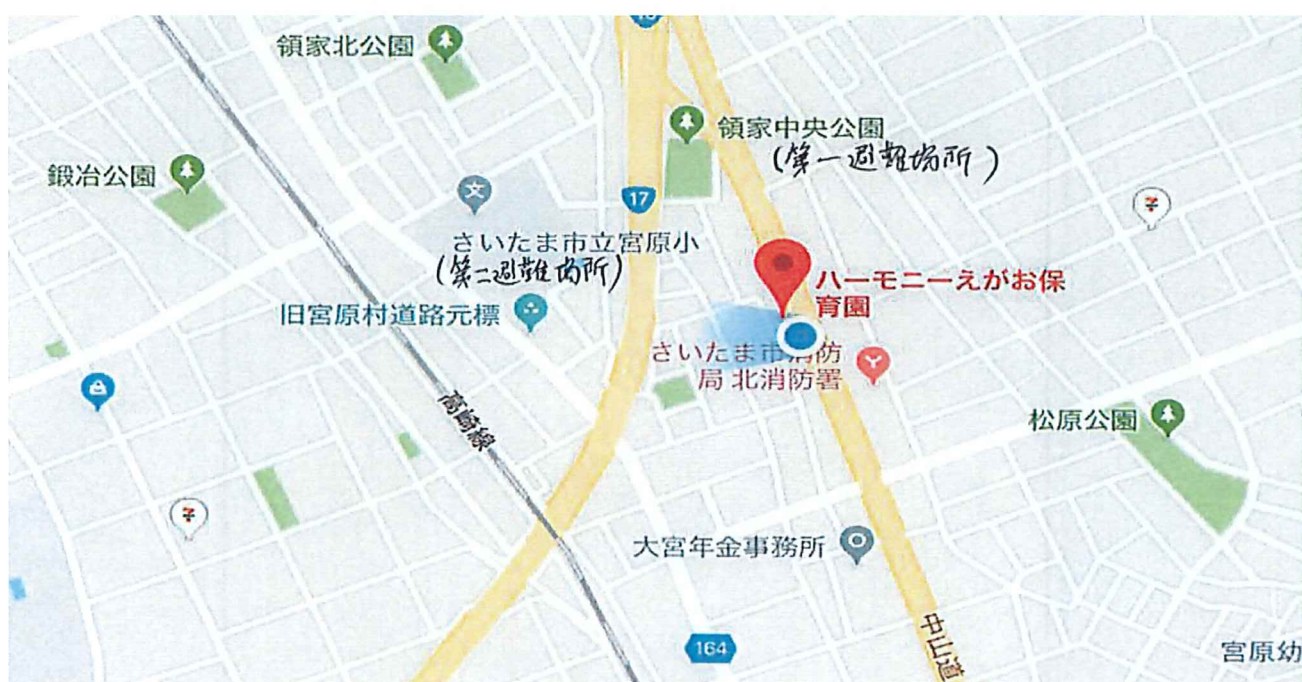 領家北公園
領家中央公園
(第一避難場所)
鍛冶公園
17
さいたま市立宮原小
(第二避難場所)
ハーモニーえがお保
育園
旧宮原村道路元標
さいたま市消防
局 北消防署
高崎線
松原公園
大宮年金事務所
中山道
164
宮原幼